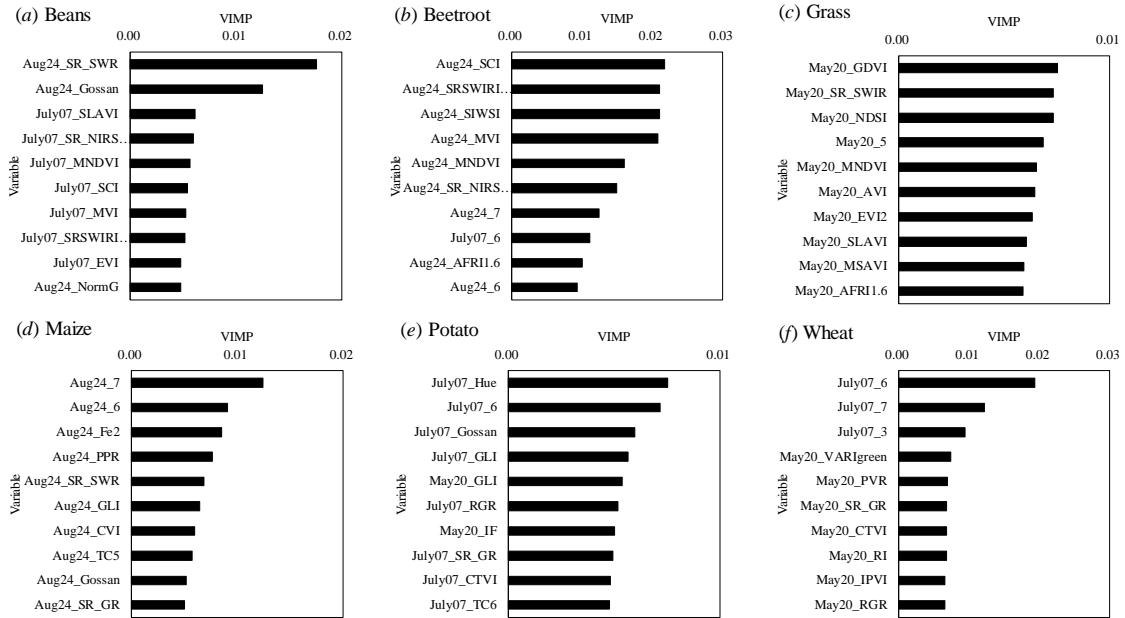 (a) Beans
VIMP
0.00 0.01 0.02
Variable
Aug24_SR_SWR
Aug24_Gossan
July07_SLAVI
July07_SR_NIRS…
July07_MNDVI
July07_SCI
July07_MVI
July07_SRSWIRI…
July07_EVI
Aug24_NormG
(b) Beetroot
VIMP
0.00 0.01 0.02 0.03
Variable
Aug24_SCI
Aug24_SRSWIRI…
Aug24_SIWSI
Aug24_MVI
Aug24_MNDVI
Aug24_SR_NIRS…
Aug24_7
July07_6
Aug24_AFRI1.6
Aug24_6
(c) Grass
VIMP
0.00 0.01
Variable
May20_GDVI
May20_SR_SWIR
May20_NDSI
May20_5
May20_MNDVI
May20_AVI
May20_EVI2
May20_SLAVI
May20_MSAVI
May20_AFRI1.6
(d) Maize
VIMP
0.00 0.01 0.02
Variable
Aug24_7
Aug24_6
Aug24_Fe2
Aug24_PPR
Aug24_SR_SWR
Aug24_GLI
Aug24_CVI
Aug24_TC5
Aug24_Gossan
Aug24_SR_GR
(e) Potato
VIMP
0.00 0.01
Variable
July07_Hue
July07_6
July07_Gossan
July07_GLI
May20_GLI
July07_RGR
May20_IF
July07_SR_GR
July07_CTVI
July07_TC6
(f) Wheat
VIMP
0.00 0.01 0.02 0.03
Variable
July07_6
July07_7
July07_3
May20_VARIgreen
May20_PVR
May20_SR_GR
May20_CTVI
May20_RI
May20_IPVI
May20_RGR